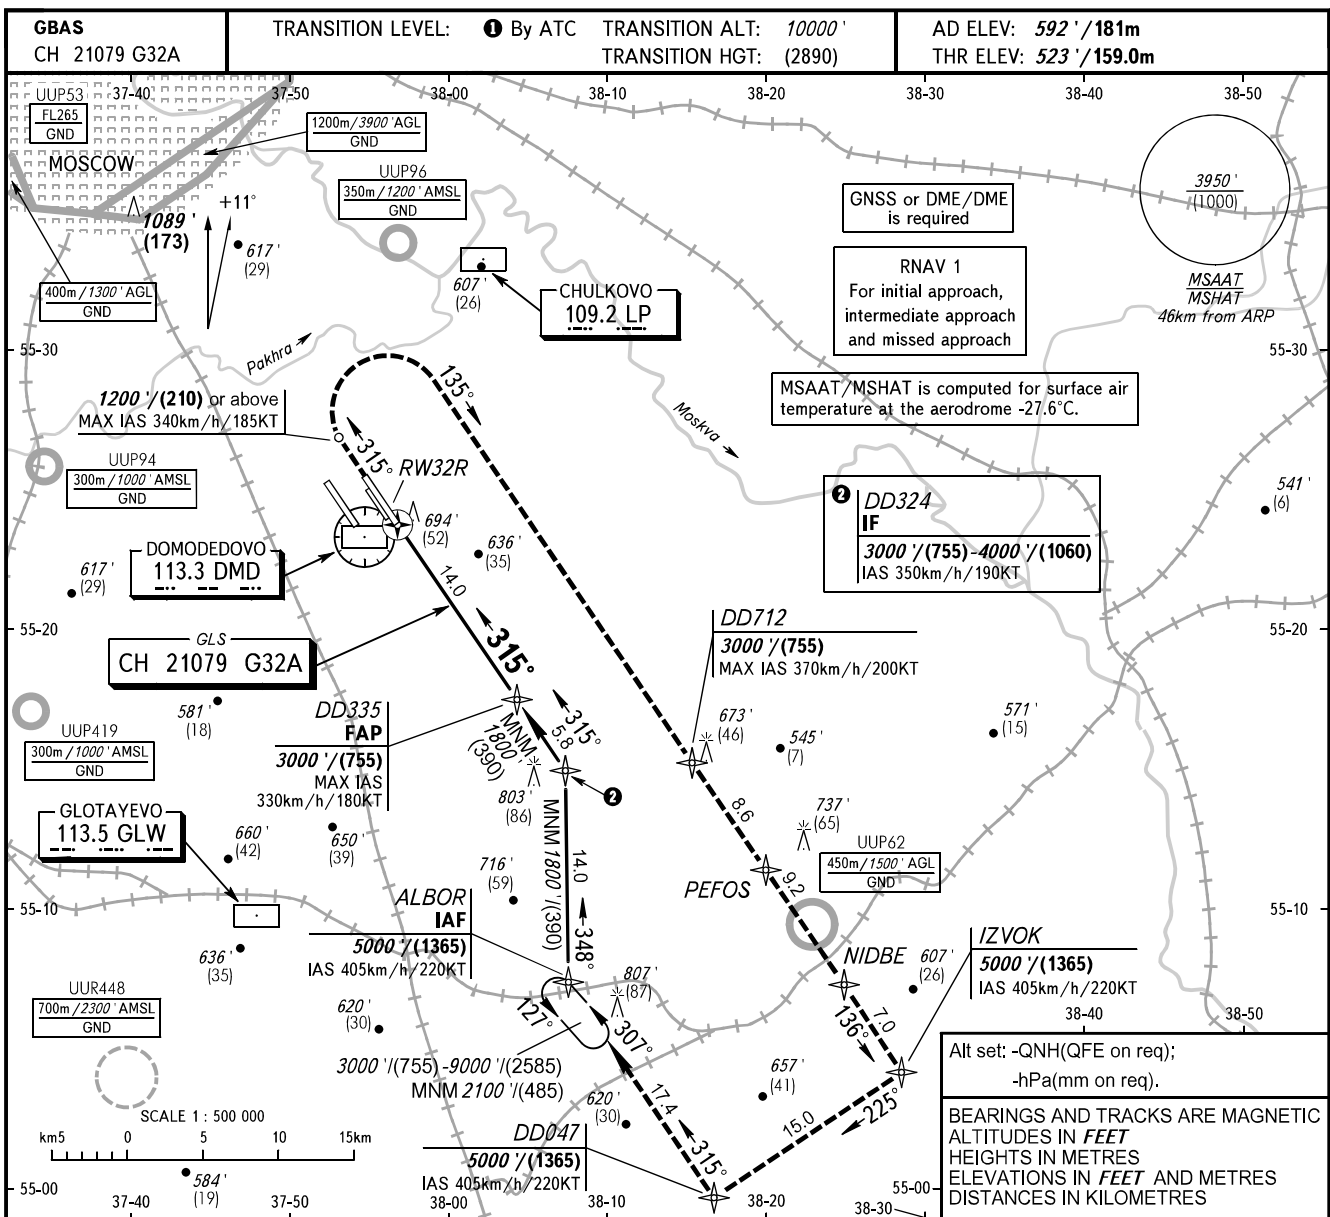 GBAS
CH 21079 G32A
TRANSITION LEVEL: ❶ By ATC TRANSITION ALT: 10000'
TRANSITION HGT: (2890)
AD ELEV: 592'/181m
THR ELEV: 523'/159.0m
37-40 37-50 38-00 38-10 38-20 38-30 38-40 38-50
UUP53
FL265
GND
MOSCOW
1200m/3900'AGL
GND
UUP96
350m/1200'AMSL
GND
1089'
(173)
+11°
617'
(29)
607'
(26)
CHULKOVO
109.2 LP
GNSS or DME/DME
is required
3950'
(1000)
MSAAT
MSHAT
46km from ARP
RNAV 1
For initial approach,
intermediate approach
and missed approach
400m/1300'AGL
GND
55-30
55-30
Pakhra
135°
MSAAT/MSHAT is computed for surface air
temperature at the aerodrome -27.6°C.
1200'/(210) or above
MAX IAS 340km/h/185KT
Moskva
315°
RW32R
UUP94
300m/1000'AMSL
GND
❷ DD324
IF
3000'/(755)-4000'/(1060)
IAS 350km/h/190KT
541'
(6)
694'
(52)
636'
(35)
DOMODEDOVO
113.3 DMD
617'
(29)
14.0
55-20
55-20
DD712
3000'/(755)
MAX IAS 370km/h/200KT
GLS
CH 21079 G32A
315°
581'
(18)
DD335
FAP
3000'/(755)
MAX IAS
330km/h/180KT
MNM
1800'
(390)
315°
5.8
673'
(46)
545'
(7)
571'
(15)
UUP419
300m/1000'AMSL
GND
803'
(86)
❷
8.6
737'
(65)
GLOTAYEVO
113.5 GLW
660'
(42)
650'
(39)
UUP62
450m/1500'AGL
GND
716'
(59)
MNM 1800'/(390)
14.0
348°
PEFOS
9.2
ALBOR
IAF
5000'/(1365)
IAS 405km/h/220KT
55-10
55-10
636'
(35)
NIDBE
607'
(26)
IZVOK
5000'/(1365)
IAS 405km/h/220KT
807'
(87)
UUR448
700m/2300'AMSL
GND
620'
(30)
127°
307°
136°
7.0
38-40 38-50
3000'/(755)-9000'/(2585)
MNM 2100'/(485)
657'
(41)
Alt set: -QNH(QFE on req);
-hPa(mm on req).
620'
(30)
17.4
315°
15.0
225°
SCALE 1 : 500 000
km5 0 5 10 15km
DD047
5000'/(1365)
IAS 405km/h/220KT
BEARINGS AND TRACKS ARE MAGNETIC
ALTITUDES IN FEET
HEIGHTS IN METRES
ELEVATIONS IN FEET AND METRES
DISTANCES IN KILOMETRES
584'
(19)
55-00
55-00
37-40 37-50 38-00 38-10 38-20 38-30